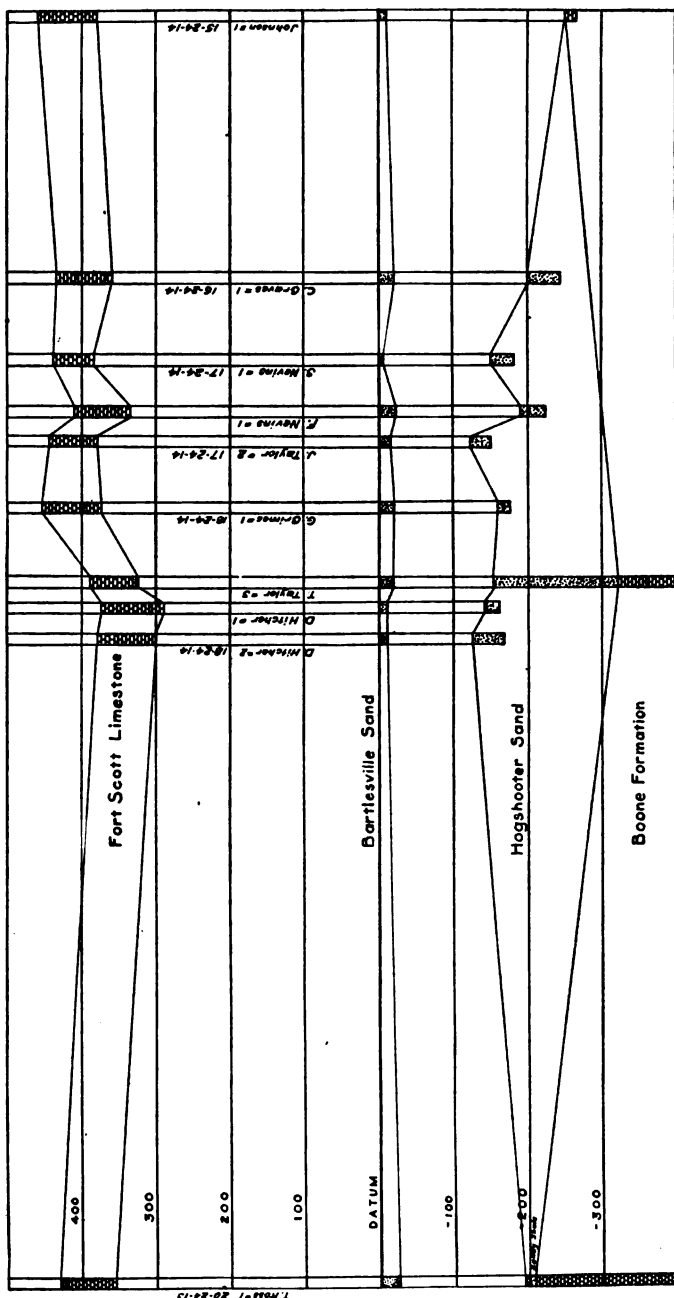 Johnson #1 15-24-14
C. Graves #1 16-24-14
S. Nevins #1 17-24-14
F. Nevins #1
J. Taylor #2 17-24-14
G. Grimes #1 18-24-14
T. Taylor #3
D. Hitcher #1
D. Hitcher #2 18-24-14
T. Ross #1 20-24-13
Fort Scott Limestone
Bartlesville Sand
Hogshooter Sand
Boone Formation
400
300
200
100
DATUM
-100
-200
-300